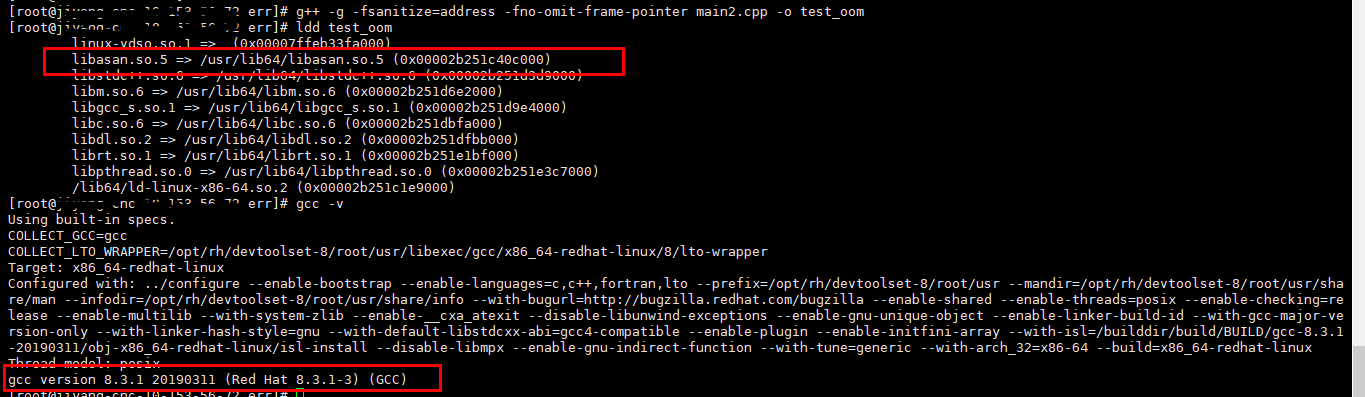 [root@ji err]# g++ -g -fsanitize=address -fno-omit-frame-pointer main2.cpp -o test_oom
[root@ err]# ldd test_oom
linux-vdso.so.1 => (0x00007ffeb33fa000)
libasan.so.5 => /usr/lib64/libasan.so.5 (0x00002b251c40c000)
libstdc++.so.6 => /usr/lib64/libstdc++.so.6 (0x00002b251d3d9000)
libm.so.6 => /usr/lib64/libm.so.6 (0x00002b251d6e2000)
libgcc_s.so.1 => /usr/lib64/libgcc_s.so.1 (0x00002b251d9e4000)
libc.so.6 => /usr/lib64/libc.so.6 (0x00002b251dbfa000)
libdl.so.2 => /usr/lib64/libdl.so.2 (0x00002b251dfbb000)
librt.so.1 => /usr/lib64/librt.so.1 (0x00002b251e1bf000)
libpthread.so.0 => /usr/lib64/libpthread.so.0 (0x00002b251e3c7000)
/lib64/ld-linux-x86-64.so.2 (0x00002b251c1e9000)
[root@ err]# gcc -v
Using built-in specs.
COLLECT_GCC=gcc
COLLECT_LTO_WRAPPER=/opt/rh/devtoolset-8/root/usr/libexec/gcc/x86_64-redhat-linux/8/lto-wrapper
Target: x86_64-redhat-linux
Configured with: ../configure --enable-bootstrap --enable-languages=c,c++,fortran,lto --prefix=/opt/rh/devtoolset-8/root/usr --mandir=/opt/rh/devtoolset-8/root/usr/sha
re/man --infodir=/opt/rh/devtoolset-8/root/usr/share/info --with-bugurl=http://bugzilla.redhat.com/bugzilla --enable-shared --enable-threads=posix --enable-checking=re
lease --enable-multilib --with-system-zlib --enable-__cxa_atexit --disable-libunwind-exceptions --enable-gnu-unique-object --enable-linker-build-id --with-gcc-major-ve
rsion-only --with-linker-hash-style=gnu --with-default-libstdcxx-abi=gcc4-compatible --enable-plugin --enable-initfini-array --with-isl=/builddir/build/BUILD/gcc-8.3.1
-20190311/obj-x86_64-redhat-linux/isl-install --disable-libmpx --enable-gnu-indirect-function --with-tune=generic --with-arch_32=x86-64 --build=x86_64-redhat-linux
Thread model: posix
gcc version 8.3.1 20190311 (Red Hat 8.3.1-3) (GCC)
[root@jiyang-cnc-10-153-56-72 err]#